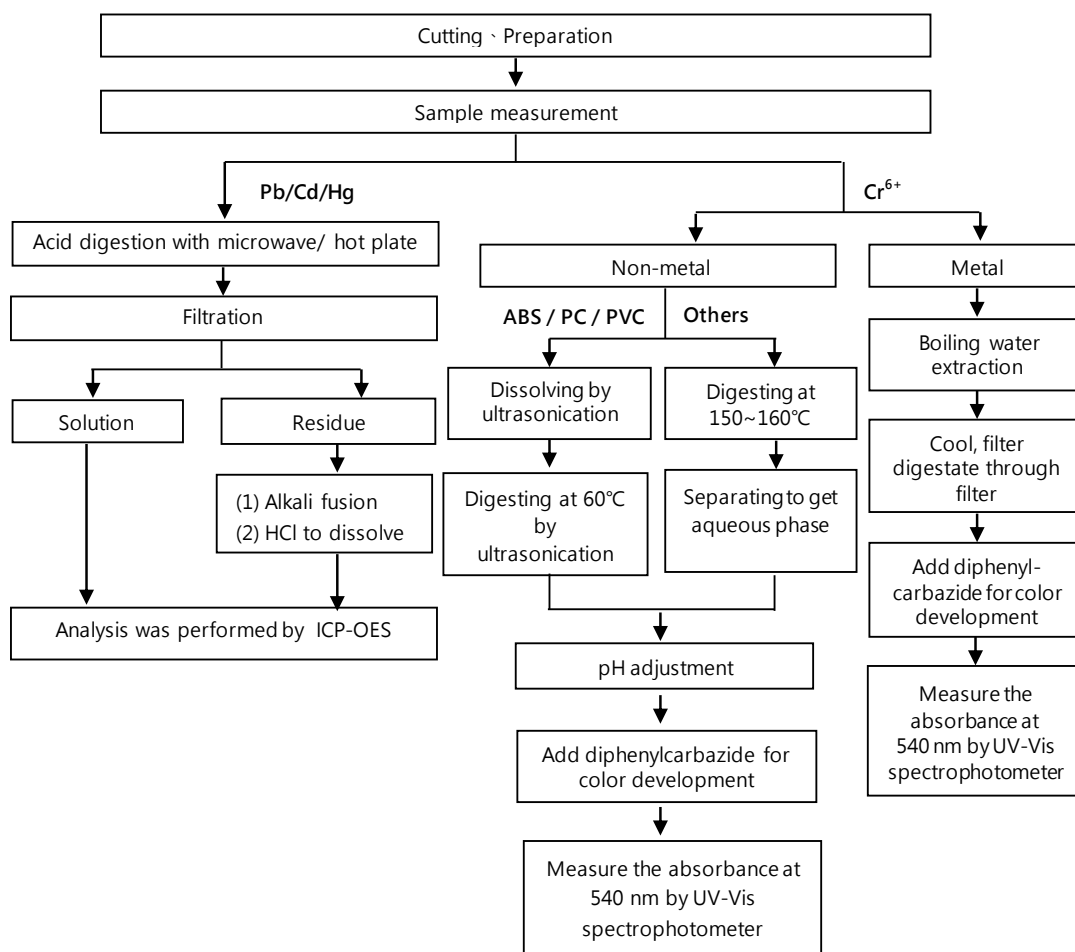 Cutting、Preparation
Sample measurement
Pb/Cd/Hg
Cr⁶⁺
Acid digestion with microwave/ hot plate
Non-metal
Metal
Filtration
ABS / PC / PVC
Others
Boiling water
extraction
Solution
Residue
Dissolving by
ultrasonication
Digesting at
150~160℃
Cool, filter
digestate through
filter
(1) Alkali fusion
(2) HCl to dissolve
Digesting at 60℃
by
ultrasonication
Separating to get
aqueous phase
Add diphenyl-
carbazide for color
development
Analysis was performed by ICP-OES
pH adjustment
Measure the
absorbance at
540 nm by UV-Vis
spectrophotometer
Add diphenylcarbazide for
color development
Measure the absorbance at
540 nm by UV-Vis
spectrophotometer